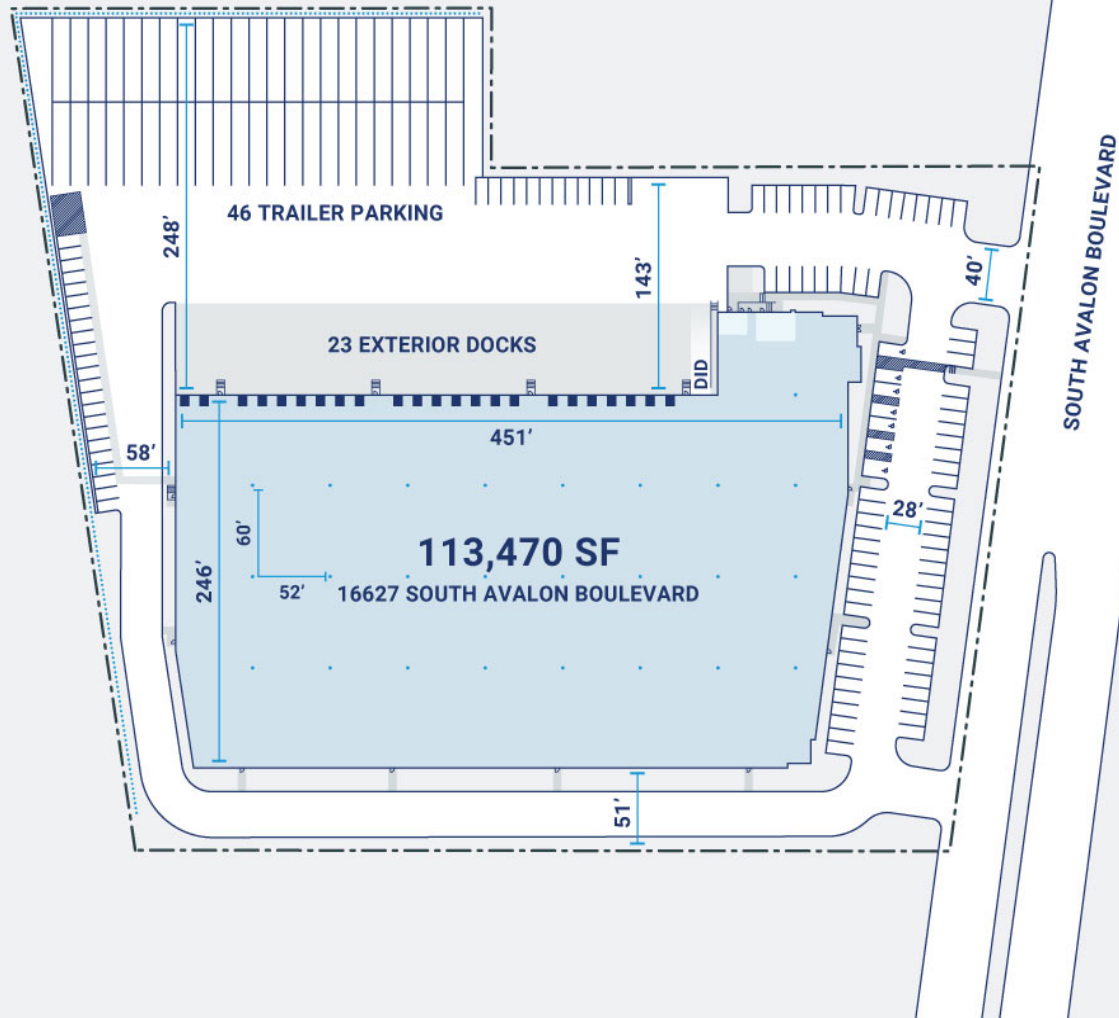 SOUTH AVALON BOULEVARD
46 TRAILER PARKING
248’
143’
40’
23 EXTERIOR DOCKS
DID
451’
58’
28’
60’
113,470 SF
246’
52’
16627 SOUTH AVALON BOULEVARD
51’